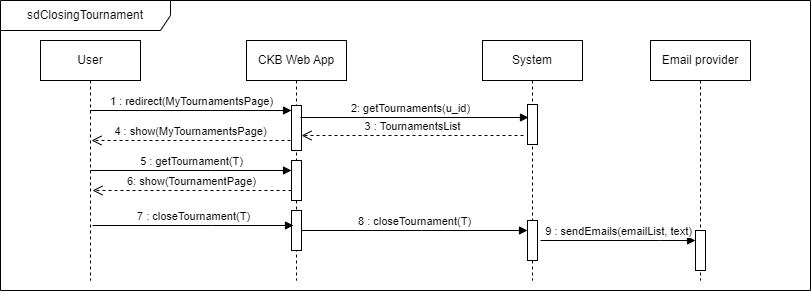 sdClosingTournament
User
CKB Web App
System
Email provider
1 : redirect(MyTournamentsPage)
2: getTournaments(u_id)
3 : TournamentsList
4 : show(MyTournamentsPage)
5 : getTournament(T)
6: show(TournamentPage)
7 : closeTournament(T)
8 : closeTournament(T)
9 : sendEmails(emailList, text)